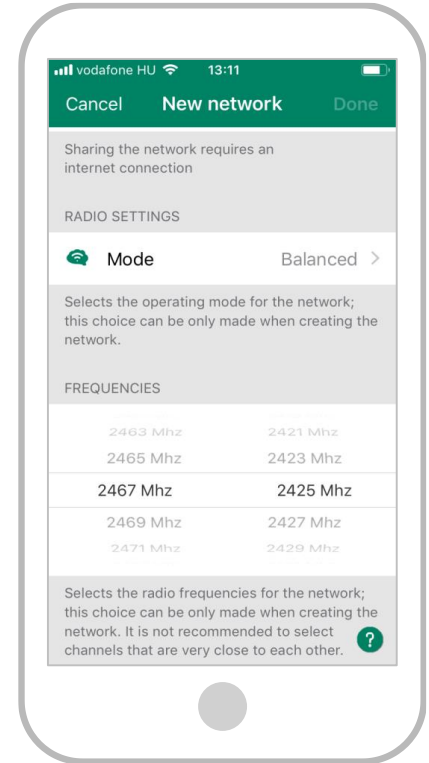 vodafone HU 13:11
Cancel New network Done
Sharing the network requires an
internet connection
RADIO SETTINGS
Mode Balanced
Selects the operating mode for the network;
this choice can be only made when creating the
network.
FREQUENCIES
2463 Mhz 2421 Mhz
2465 Mhz 2423 Mhz
2467 Mhz 2425 Mhz
2469 Mhz 2427 Mhz
2471 Mhz 2429 Mhz
Selects the radio frequencies for the network;
this choice can be only made when creating the
network. It is not recommended to select
channels that are very close to each other. ?